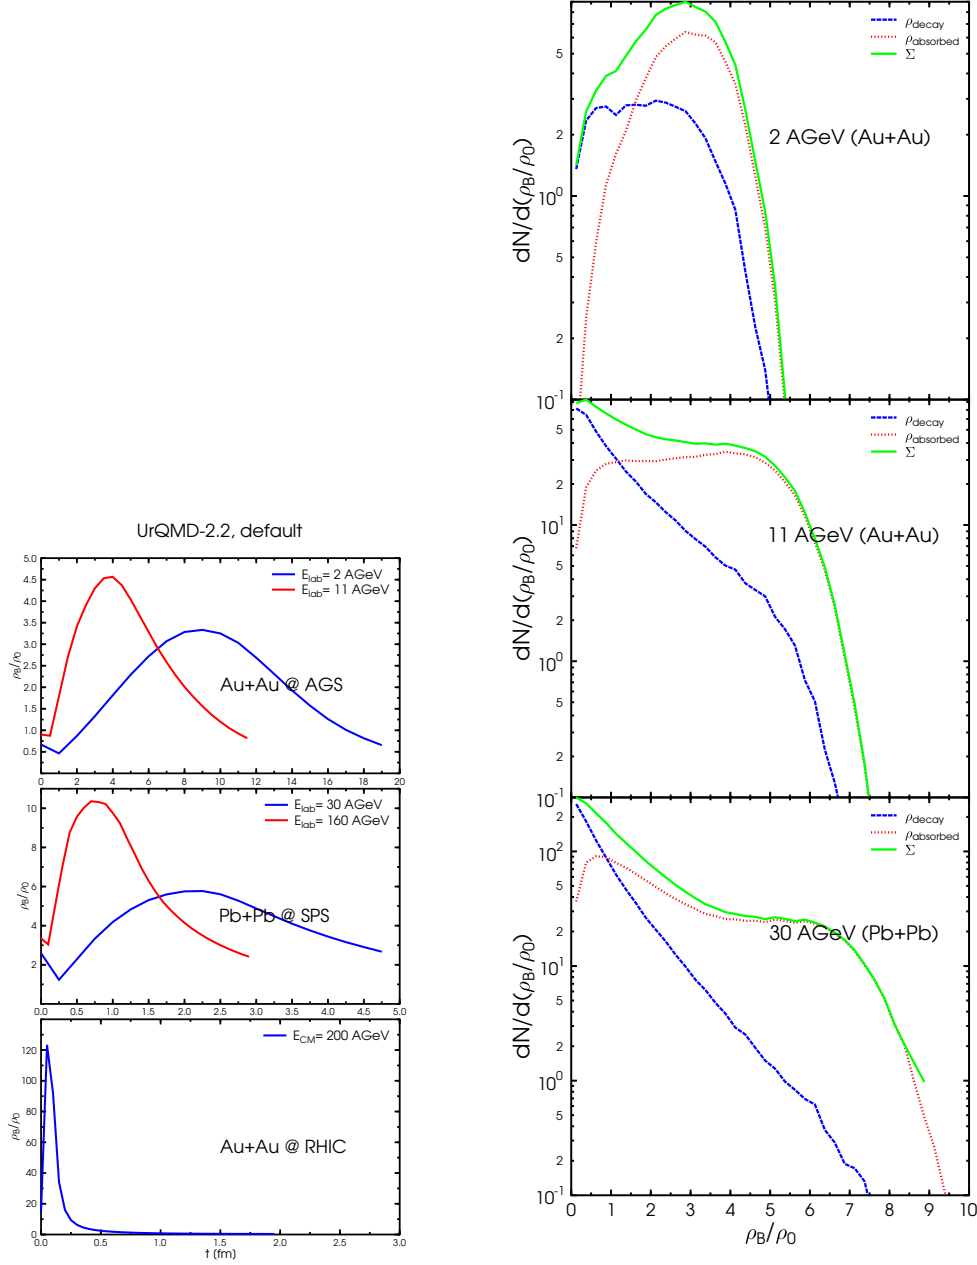 UrQMD-2.2, default
5.0
4.5
4.0
3.5
3.0
2.5
2.0
1.5
1.0
0.5
ρB/ρ0
Elab= 2 AGeV
Elab= 11 AGeV
Au+Au @ AGS
0 2 4 6 8 10 12 14 16 18 20
10
8
6
4
2
0
ρB/ρ0
Elab= 30 AGeV
Elab= 160 AGeV
Pb+Pb @ SPS
0.0 0.5 1.0 1.5 2.0 2.5 3.0 3.5 4.0 4.5 5.0
120
100
80
60
40
20
0
ρB/ρ0
ECM= 200 AGeV
Au+Au @ RHIC
0.0 0.5 1.0 1.5 2.0 2.5 3.0
t [fm]
ρdecay
ρabsorbed
Σ
2 AGeV (Au+Au)
dN/d(ρB/ρ0)
5
2
10^0
5
2
10^-1
ρdecay
ρabsorbed
Σ
11 AGeV (Au+Au)
dN/d(ρB/ρ0)
5
2
10^1
5
2
10^0
5
2
10^-1
ρdecay
ρabsorbed
Σ
30 AGeV (Pb+Pb)
dN/d(ρB/ρ0)
2
10^2
5
2
10^1
5
2
10^0
5
2
10^-1
0 1 2 3 4 5 6 7 8 9 10
ρB/ρ0